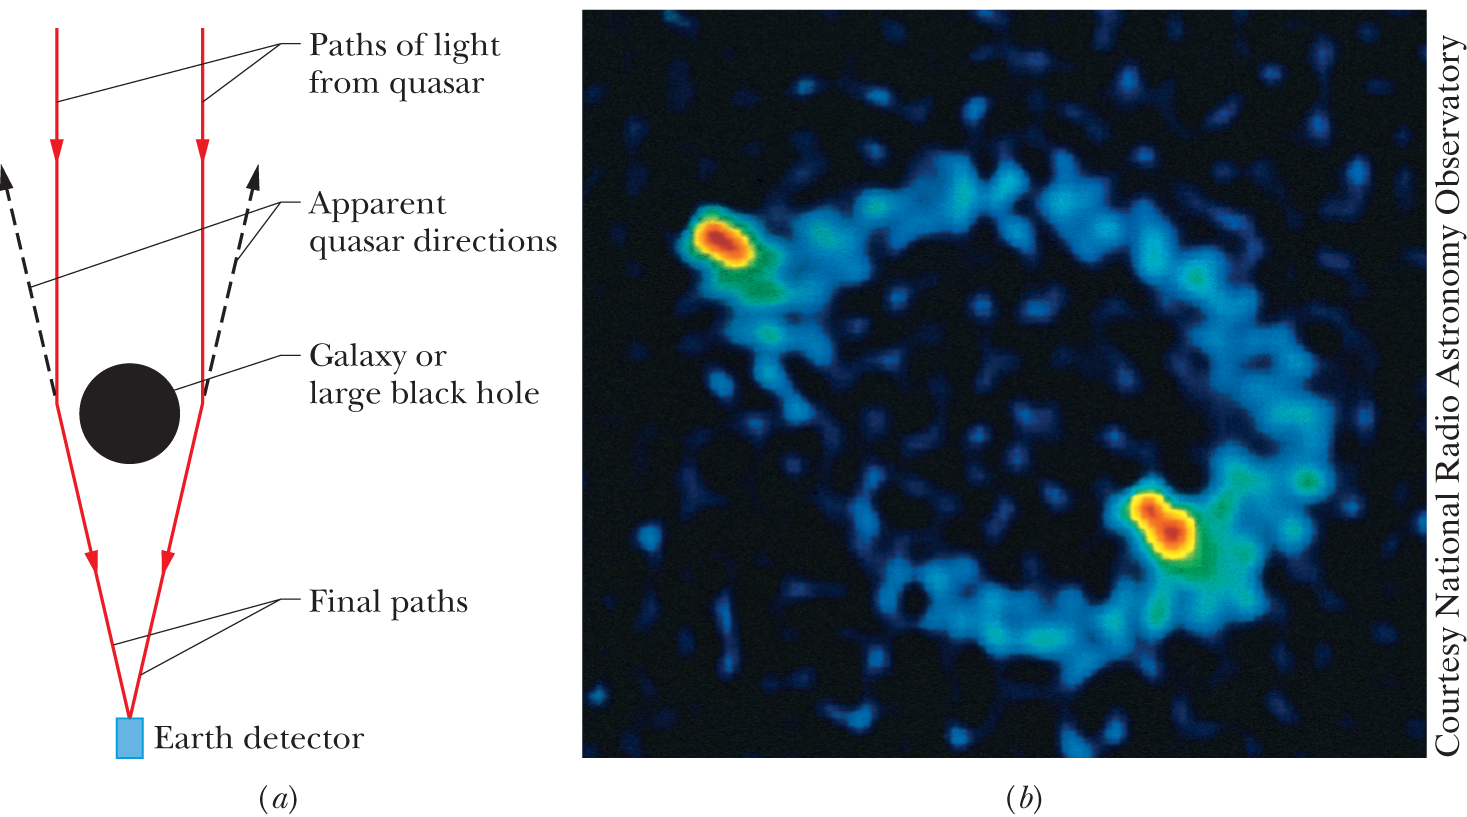 Paths of light
from quasar
Apparent
quasar directions
Galaxy or
large black hole
Final paths
Earth detector
(a)
(b)
Courtesy National Radio Astronomy Observatory